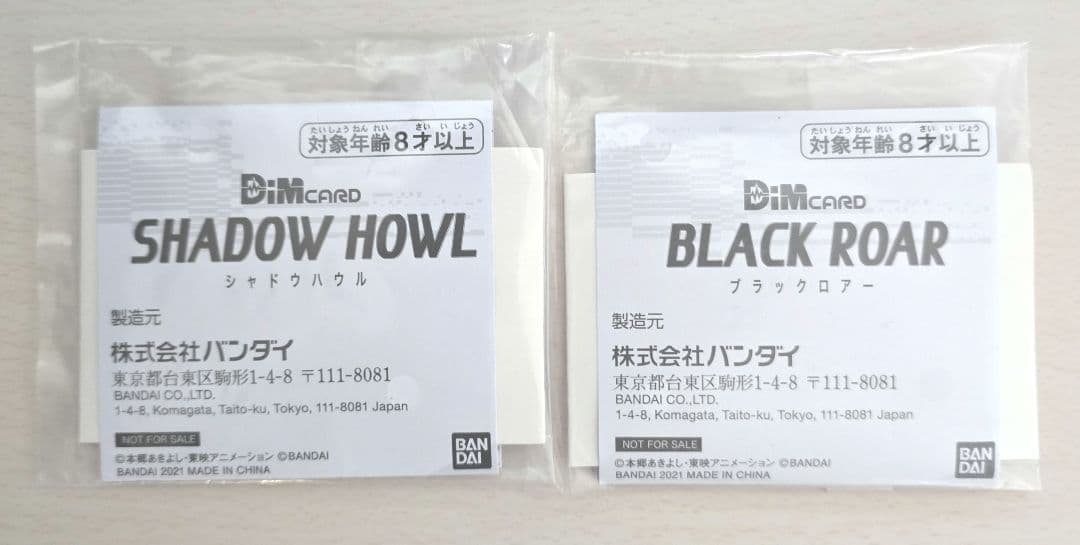 たいしょうねんれい さいいじょう
対象年齢8才以上
DiMCARD
SHADOW HOWL
シャドウハウル
製造元
株式会社バンダイ
東京都台東区駒形1-4-8 〒111-8081
BANDAI CO.,LTD.
1-4-8, Komagata, Taito-ku, Tokyo, 111-8081 Japan
NOT FOR SALE
©本郷あきよし・東映アニメーション ©BANDAI
BANDAI 2021 MADE IN CHINA
BAN
DAI
たいしょうねんれい さいいじょう
対象年齢8才以上
DiMCARD
BLACK ROAR
ブラックロアー
製造元
株式会社バンダイ
東京都台東区駒形1-4-8 〒111-8081
BANDAI CO.,LTD.
1-4-8, Komagata, Taito-ku, Tokyo, 111-8081 Japan
NOT FOR SALE
©本郷あきよし・東映アニメーション ©BANDAI
BANDAI 2021 MADE IN CHINA
BAN
DAI